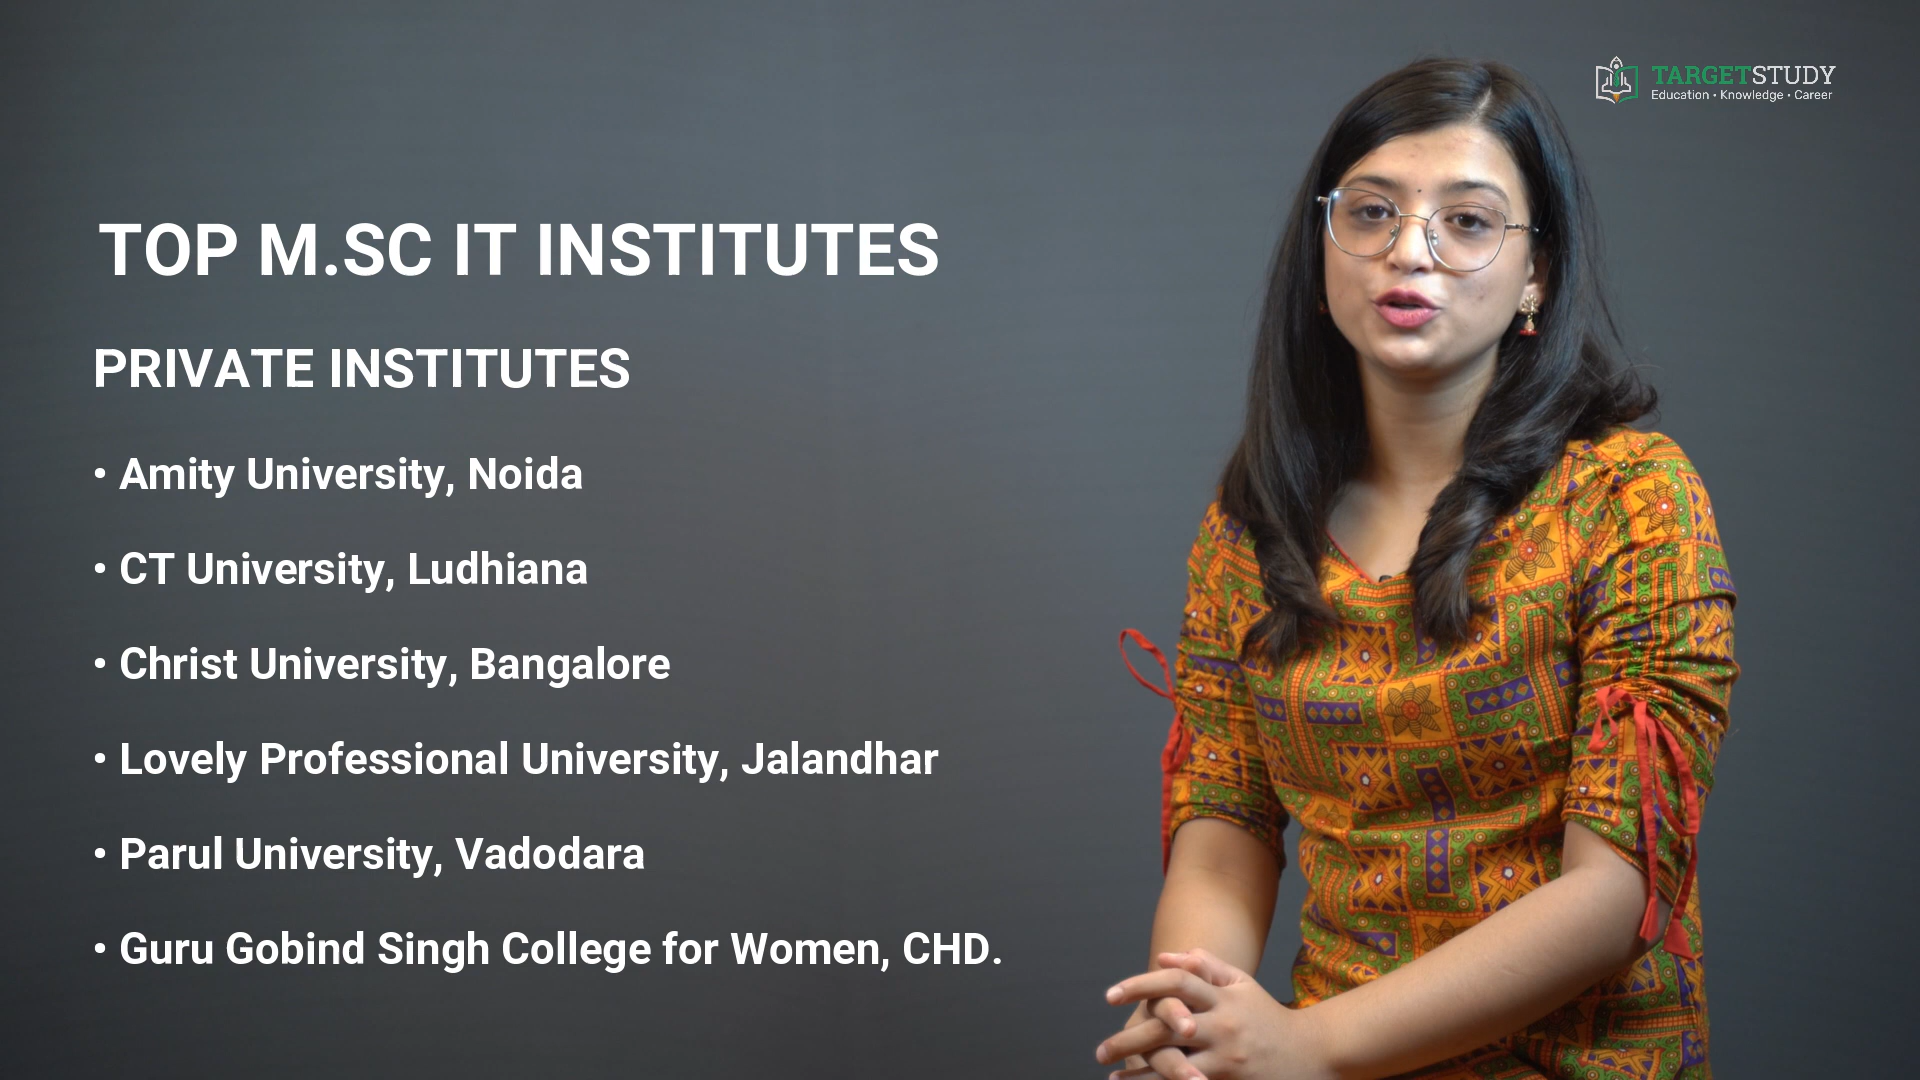 TARGETSTUDY
Education • Knowledge • Career
TOP M.SC IT INSTITUTES
PRIVATE INSTITUTES
• Amity University, Noida
• CT University, Ludhiana
• Christ University, Bangalore
• Lovely Professional University, Jalandhar
• Parul University, Vadodara
• Guru Gobind Singh College for Women, CHD.